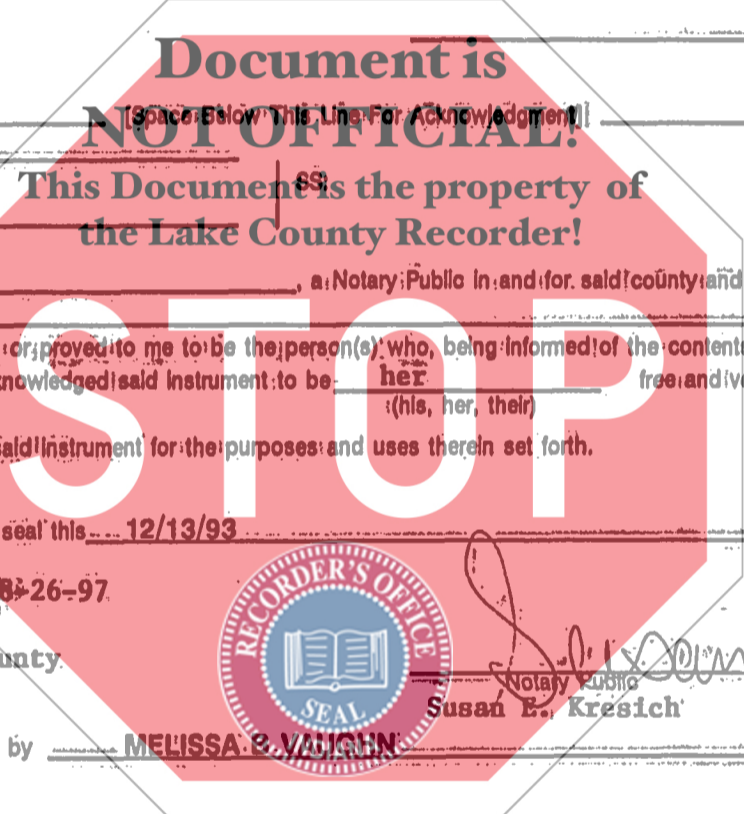 Document is
[Space Below This Line For Acknowledgment]
NOT OFFICIAL!
SS
This Document is the property of
the Lake County Recorder!
, a Notary Public in and for said county and
or proved to me to be the person(s) who, being informed of the contents
knowledged said instrument to be her free and vo
(his, her, their)
said instrument for the purposes and uses therein set forth.
STOP
seal this 12/13/93
8-26-97
RECORDER'S OFFICE
unty
SEAL
Notary Public
Susan E. Kresich
by MELISSA VAUGHN
INDIANA